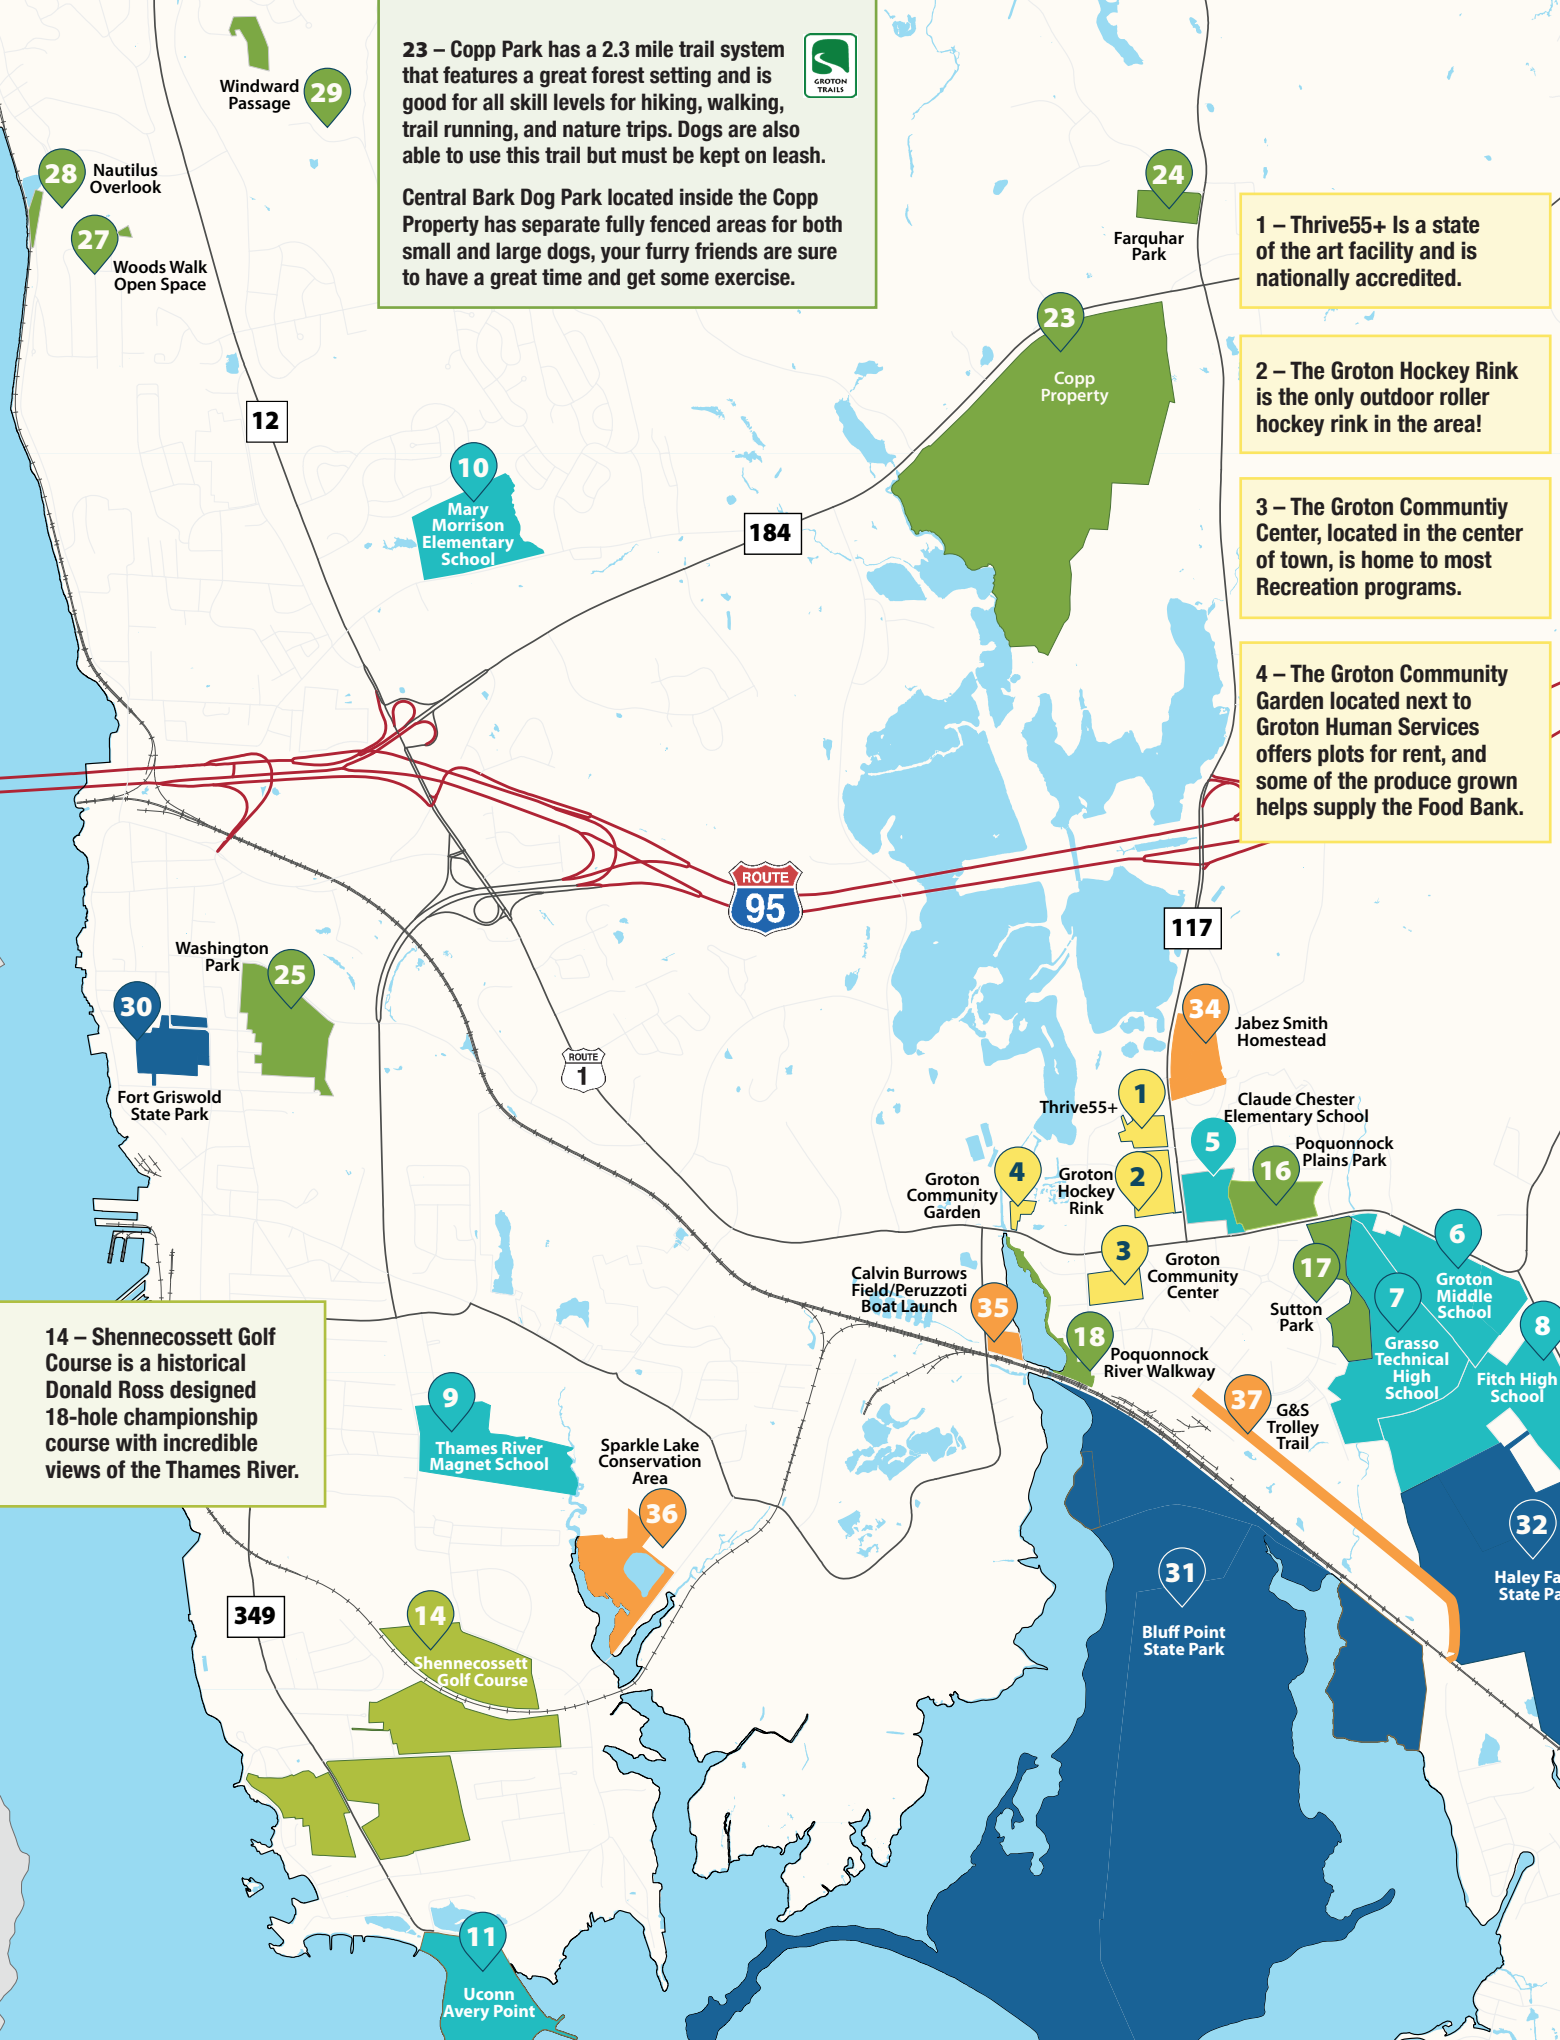 23 – Copp Park has a 2.3 mile trail system
that features a great forest setting and is
good for all skill levels for hiking, walking,
trail running, and nature trips. Dogs are also
able to use this trail but must be kept on leash.
Central Bark Dog Park located inside the Copp
Property has separate fully fenced areas for both
small and large dogs, your furry friends are sure
to have a great time and get some exercise.
GROTON
TRAILS
Windward
Passage
29
28
Nautilus
Overlook
27
Woods Walk
Open Space
24
Farquhar
Park
1 – Thrive55+ Is a state
of the art facility and is
nationally accredited.
23
Copp
Property
2 – The Groton Hockey Rink
is the only outdoor roller
hockey rink in the area!
12
10
Mary
Morrison
Elementary
School
184
3 – The Groton Communtiy
Center, located in the center
of town, is home to most
Recreation programs.
4 – The Groton Community
Garden located next to
Groton Human Services
offers plots for rent, and
some of the produce grown
helps supply the Food Bank.
ROUTE
95
117
Washington
Park
25
30
Fort Griswold
State Park
34
Jabez Smith
Homestead
ROUTE
1
1
Thrive55+
Claude Chester
Elementary School
5
Poquonnock
Plains Park
16
4
Groton
Community
Garden
Groton
Hockey
Rink
2
3
Groton
Community
Center
6
Groton
Middle
School
17
Sutton
Park
7
Grasso
Technical
High
School
8
Fitch High
School
Calvin Burrows
Field/Peruzzoti
Boat Launch
35
18
Poquonnock
River Walkway
37
G&S
Trolley
Trail
14 – Shennecossett Golf
Course is a historical
Donald Ross designed
18-hole championship
course with incredible
views of the Thames River.
9
Thames River
Magnet School
Sparkle Lake
Conservation
Area
36
32
Haley Fa
State Pa
31
Bluff Point
State Park
349
14
Shennecossett
Golf Course
11
Uconn
Avery Point